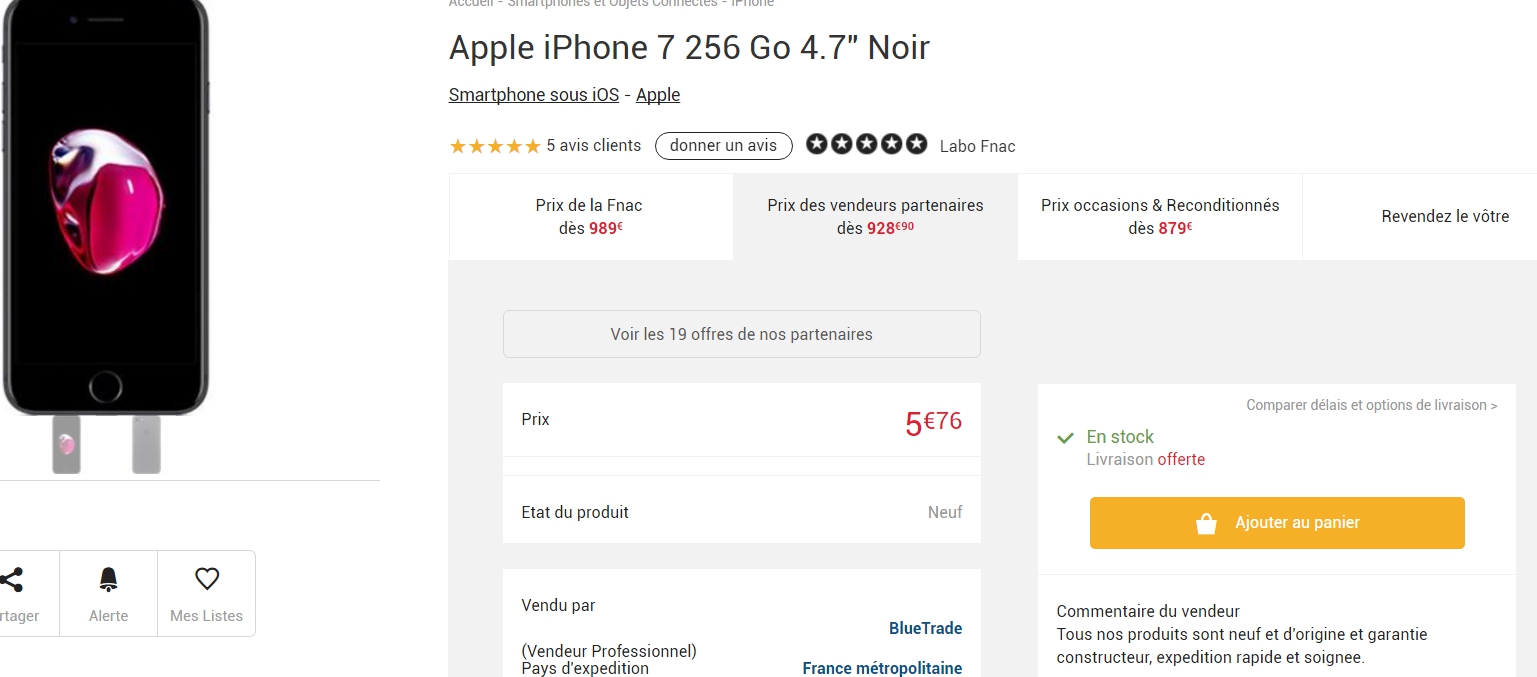 Accueil - Smartphones et Objets Connectés - iPhone
Apple iPhone 7 256 Go 4.7" Noir
Smartphone sous iOS - Apple
5 avis clients
donner un avis
Labo Fnac
Prix de la Fnac
dès 989€
Prix des vendeurs partenaires
dès 928€90
Prix occasions & Reconditionnés
dès 879€
Revendez le vôtre
Voir les 19 offres de nos partenaires
Prix
5€76
Etat du produit
Neuf
Comparer délais et options de livraison >
En stock
Livraison offerte
Ajouter au panier
rtager
Alerte
Mes Listes
Vendu par
BlueTrade
(Vendeur Professionnel)
Pays d'expedition
France métropolitaine
Commentaire du vendeur
Tous nos produits sont neuf et d'origine et garantie
constructeur, expedition rapide et soignee.